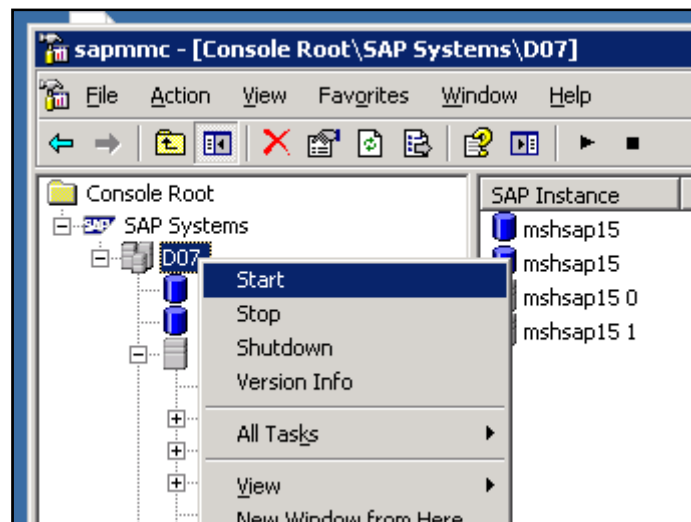 sapmmc - [Console Root\SAP Systems\D07]
File Action View Favorites Window Help
Console Root
SAP Systems
D07
SAP Instance
mshsap15
mshsap15
mshsap15 0
mshsap15 1
Start
Stop
Shutdown
Version Info
All Tasks
View
New Window from Here